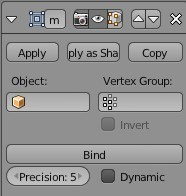 m
Apply ply as Sha Copy
Object: Vertex Group:
Invert
Bind
Precision: 5 Dynamic